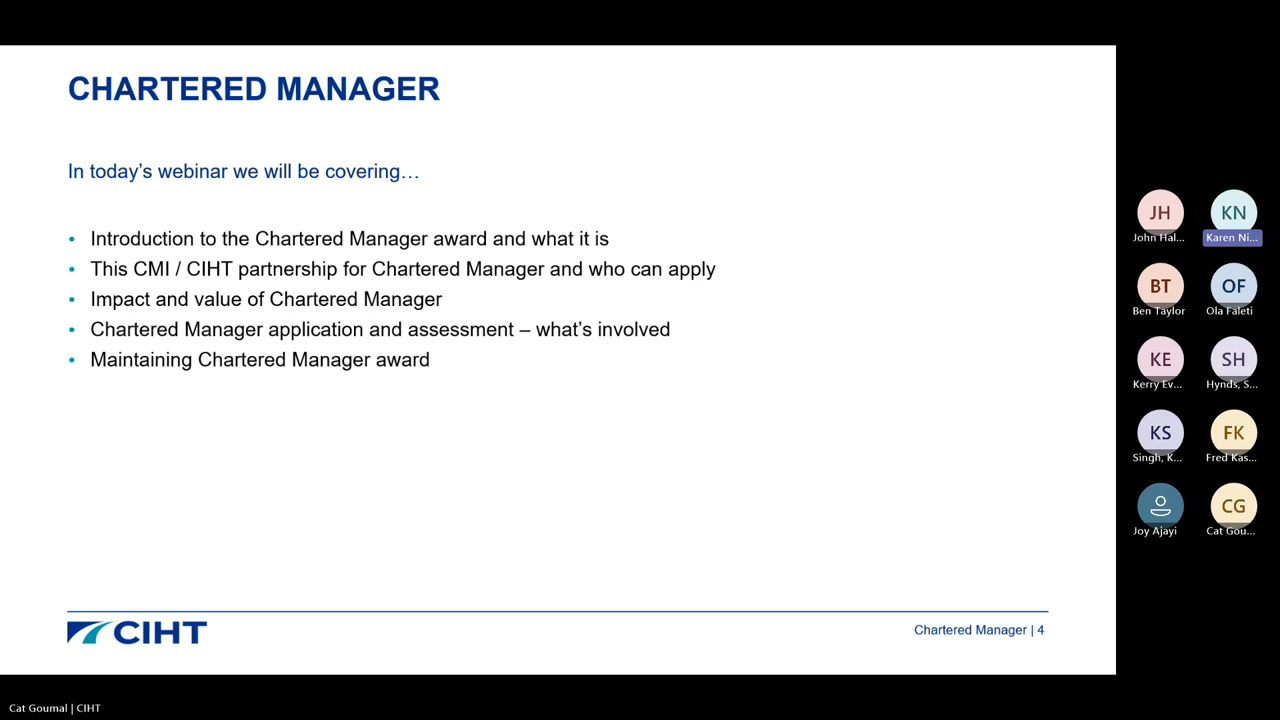 CHARTERED MANAGER
In today's webinar we will be covering…
• Introduction to the Chartered Manager award and what it is
• This CMI / CIHT partnership for Chartered Manager and who can apply
• Impact and value of Chartered Manager
• Chartered Manager application and assessment – what's involved
• Maintaining Chartered Manager award
CIHT
Chartered Manager | 4
JH
John Hal...
KN
Karen Ni...
BT
Ben Taylor
OF
Ola Faleti
KE
Kerry Ev...
SH
Hynds, S...
KS
Singh, K...
FK
Fred Kas...
Joy Ajayi
CG
Cat Gou...
Cat Goumal | CIHT